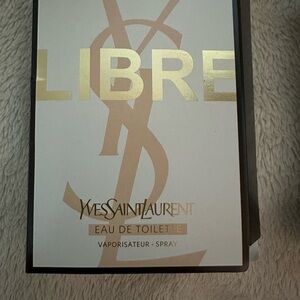 LIBRE
YSL
YVESSAINTLAURENT
EAU DE TOILETTE
VAPORISATEUR - SPRAY